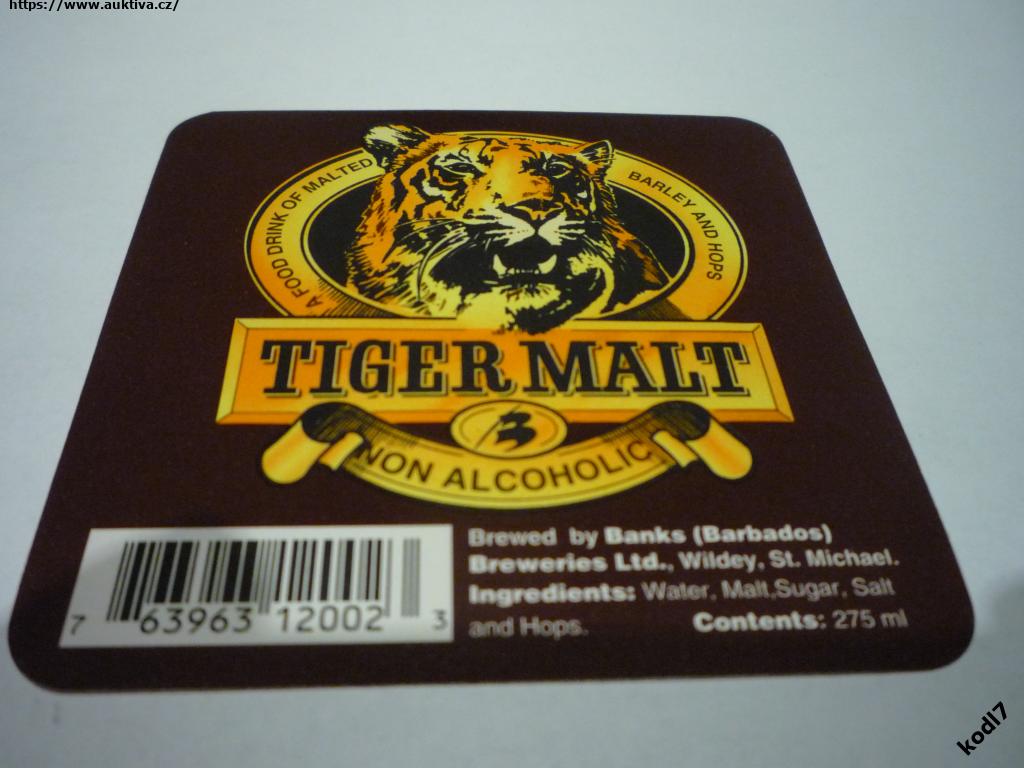 https://www.auktiva.cz/
A FOOD DRINK OF MALTED BARLEY AND HOPS
TIGER MALT
B
NON ALCOHOLIC
7 63963 12002 3
Brewed by Banks (Barbados)
Breweries Ltd., Wildey, St. Michael.
Ingredients: Water, Malt,Sugar, Salt
and Hops. Contents: 275 ml
kodl7